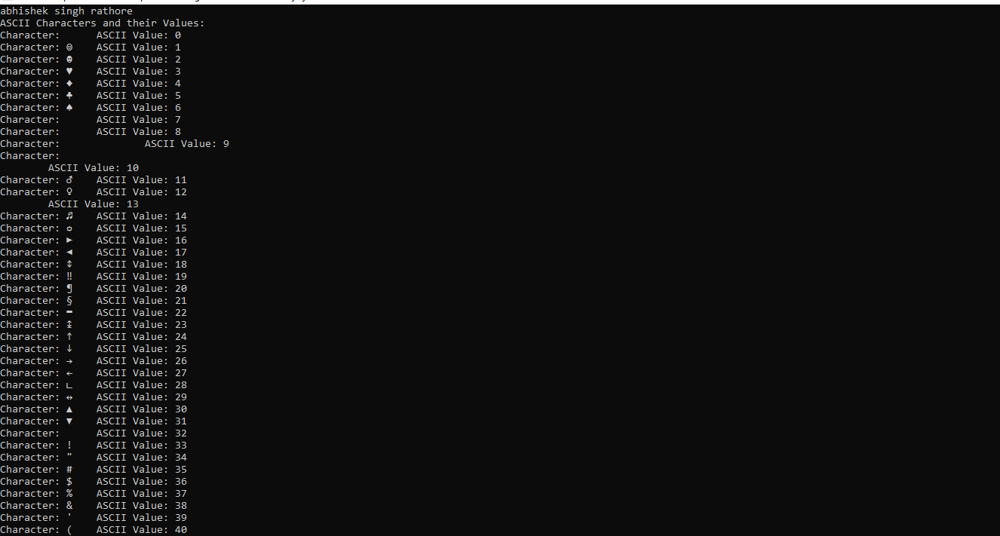 abhishek singh rathore
ASCII Characters and their Values:
Character:      ASCII Value: 0
Character: ☺    ASCII Value: 1
Character: ☻    ASCII Value: 2
Character: ♥    ASCII Value: 3
Character: ♦    ASCII Value: 4
Character: ♣    ASCII Value: 5
Character: ♠    ASCII Value: 6
Character:      ASCII Value: 7
Character:      ASCII Value: 8
Character:              ASCII Value: 9
Character:
        ASCII Value: 10
Character: ♂    ASCII Value: 11
Character: ♀    ASCII Value: 12
        ASCII Value: 13
Character: ♬    ASCII Value: 14
Character: ☼    ASCII Value: 15
Character: ►    ASCII Value: 16
Character: ◄    ASCII Value: 17
Character: ↕    ASCII Value: 18
Character: ‼    ASCII Value: 19
Character: ¶    ASCII Value: 20
Character: §    ASCII Value: 21
Character: ▬    ASCII Value: 22
Character: ↨    ASCII Value: 23
Character: ↑    ASCII Value: 24
Character: ↓    ASCII Value: 25
Character: →    ASCII Value: 26
Character: ←    ASCII Value: 27
Character: ∟    ASCII Value: 28
Character: ↔    ASCII Value: 29
Character: ▲    ASCII Value: 30
Character: ▼    ASCII Value: 31
Character:      ASCII Value: 32
Character: !    ASCII Value: 33
Character: "    ASCII Value: 34
Character: #    ASCII Value: 35
Character: $    ASCII Value: 36
Character: %    ASCII Value: 37
Character: &    ASCII Value: 38
Character: '    ASCII Value: 39
Character: (    ASCII Value: 40